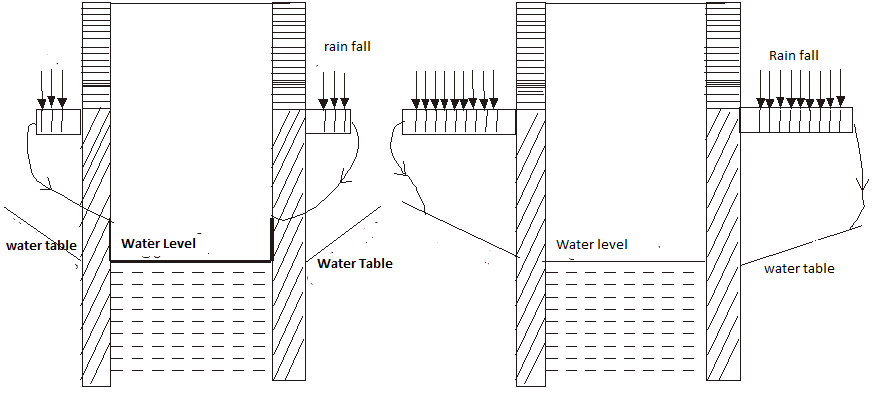 rain fall
Rain fall
water table
Water Level
Water Table
Water level
water table